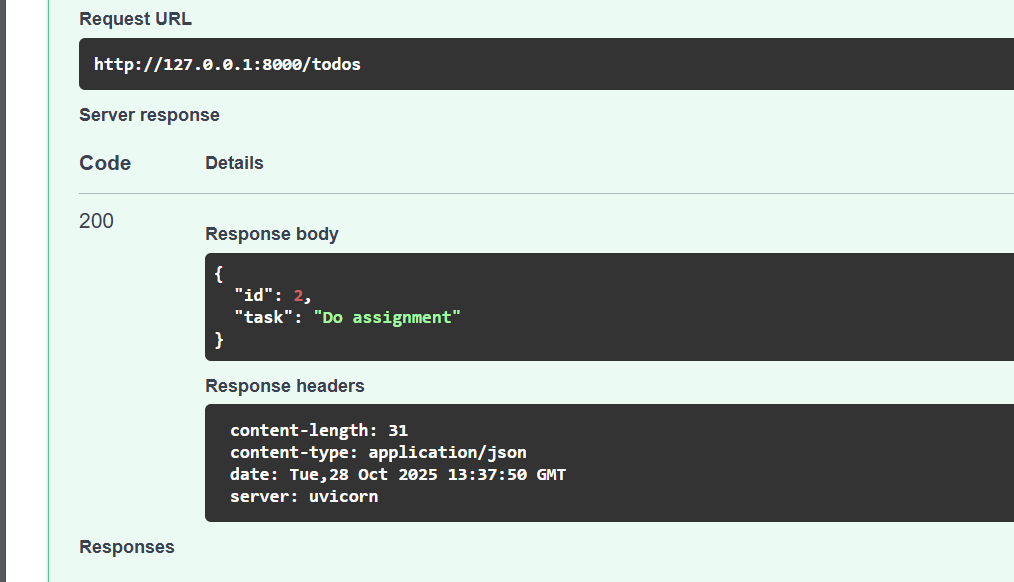 Request URL
http://127.0.0.1:8000/todos
Server response
Code Details
200
Response body
{
"id": 2,
"task": "Do assignment"
}
Response headers
content-length: 31
content-type: application/json
date: Tue,28 Oct 2025 13:37:50 GMT
server: uvicorn
Responses